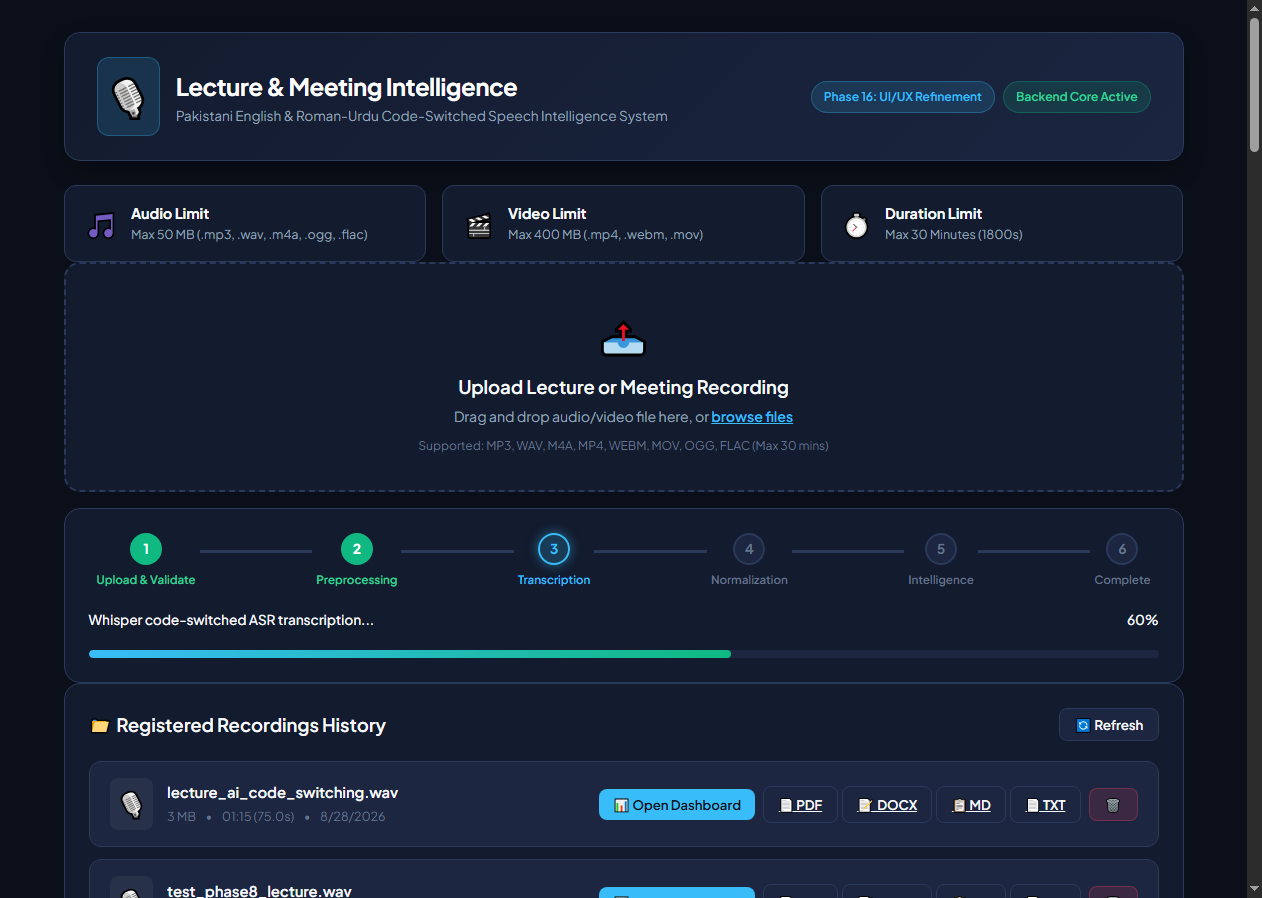 Lecture & Meeting Intelligence
Pakistani English & Roman-Urdu Code-Switched Speech Intelligence System
Phase 16: UI/UX Refinement
Backend Core Active
Audio Limit
Max 50 MB (.mp3, .wav, .m4a, .ogg, .flac)
Video Limit
Max 400 MB (.mp4, .webm, .mov)
Duration Limit
Max 30 Minutes (1800s)
Upload Lecture or Meeting Recording
Drag and drop audio/video file here, or browse files
Supported: MP3, WAV, M4A, MP4, WEBM, MOV, OGG, FLAC (Max 30 mins)
1 2 3 4 5 6
Upload & Validate Preprocessing Transcription Normalization Intelligence Complete
Whisper code-switched ASR transcription... 60%
Registered Recordings History
Refresh
lecture_ai_code_switching.wav
3 MB • 01:15 (75.0s) • 8/28/2026
Open Dashboard PDF DOCX MD TXT
test_phase8_lecture.wav